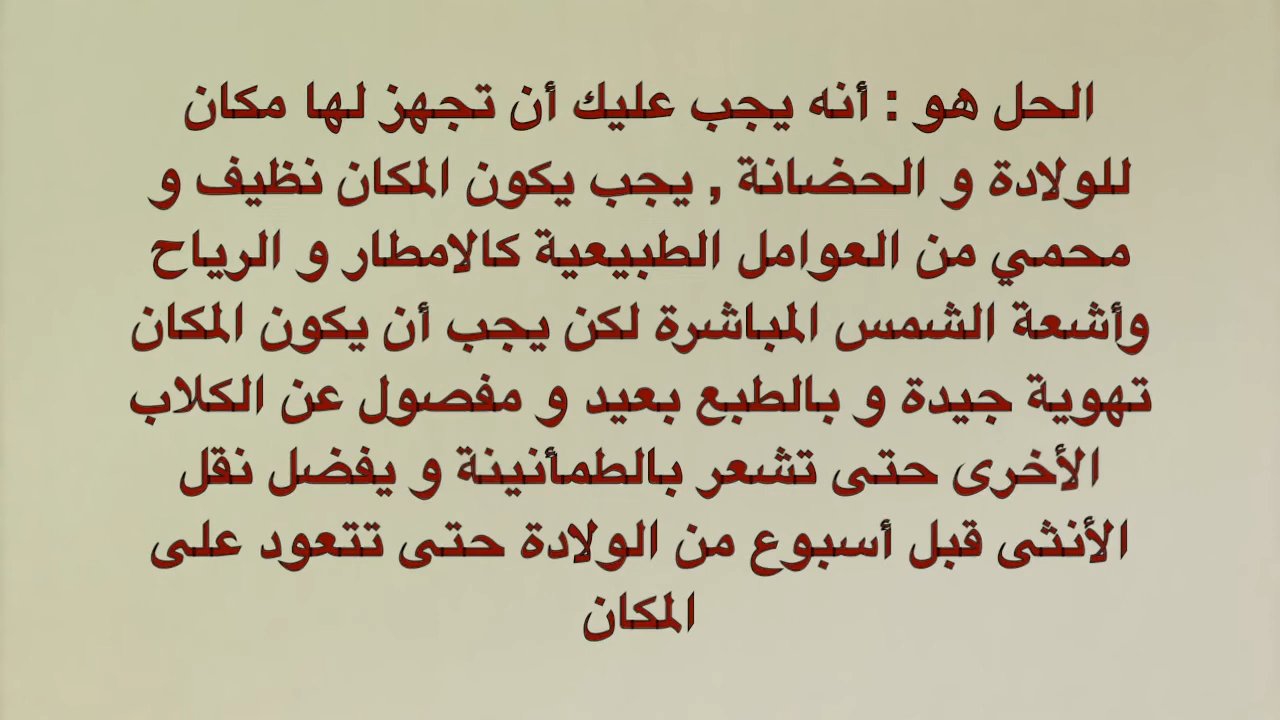 الحل هو : أنه يجب عليك أن تجهز لها مكان
للولادة و الحضانة , يجب يكون المكان نظيف و
محمي من العوامل الطبيعية كالامطار و الرياح
وأشعة الشمس المباشرة لكن يجب أن يكون المكان
تهوية جيدة و بالطبع بعيد و مفصول عن الكلاب
الأخرى حتى تشعر بالطمأنينة و يفضل نقل
الأنثى قبل أسبوع من الولادة حتى تتعود على
المكان